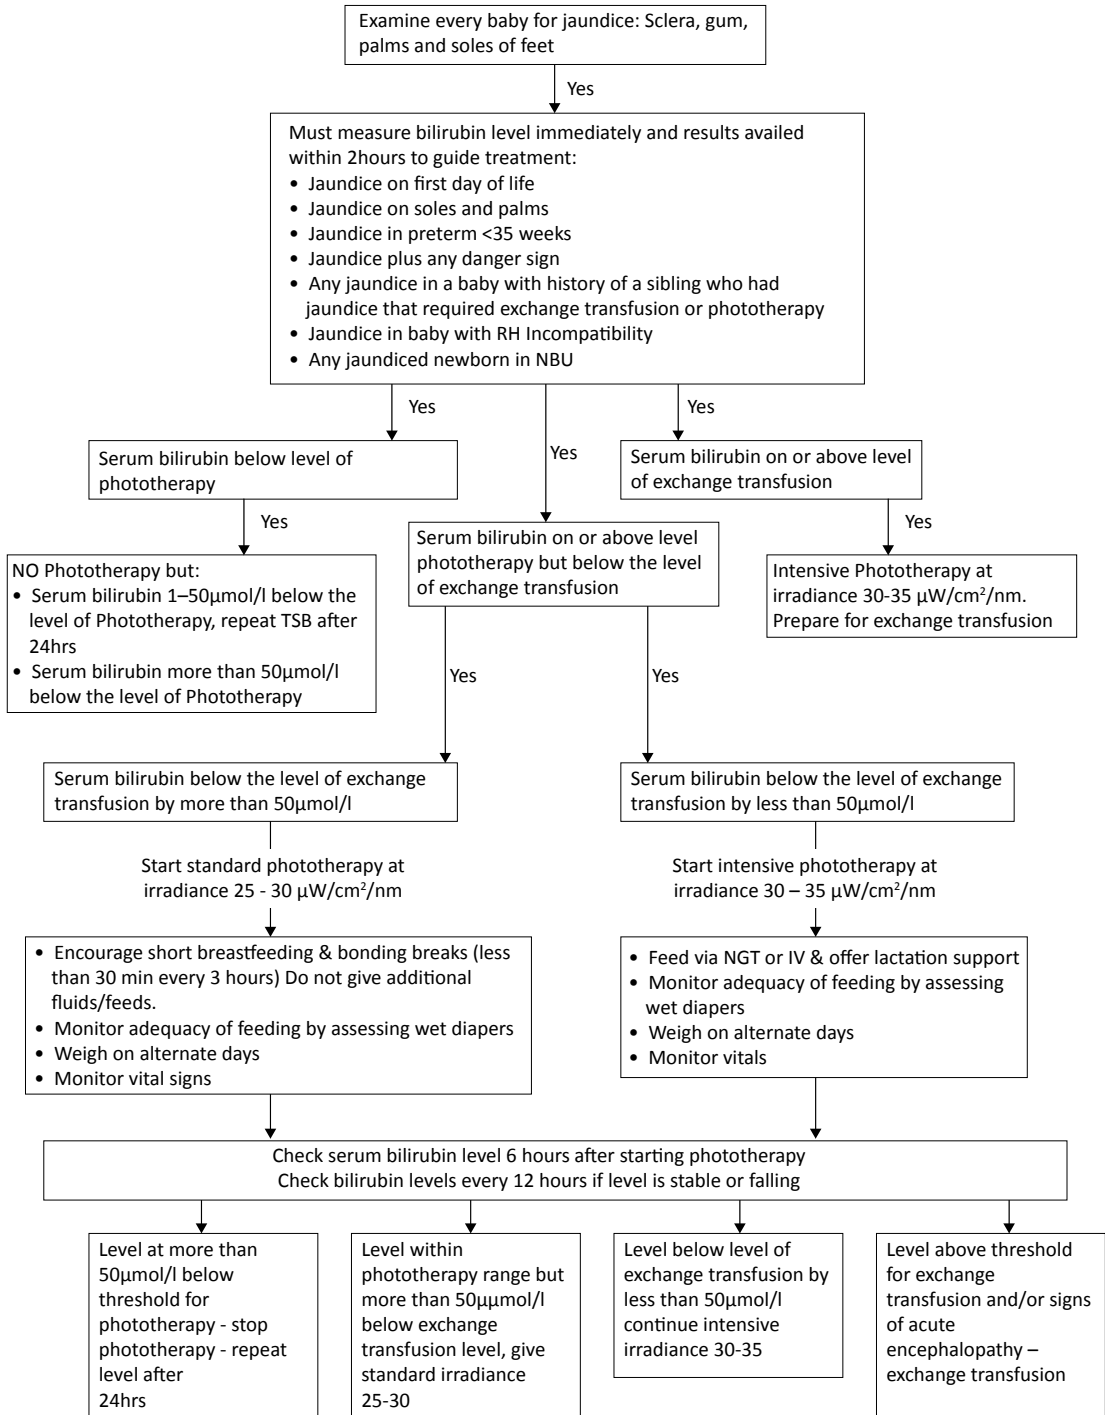 Examine every baby for jaundice: Sclera, gum,
palms and soles of feet
Yes
Must measure bilirubin level immediately and results availed
within 2hours to guide treatment:
• Jaundice on first day of life
• Jaundice on soles and palms
• Jaundice in preterm <35 weeks
• Jaundice plus any danger sign
• Any jaundice in a baby with history of a sibling who had
jaundice that required exchange transfusion or phototherapy
• Jaundice in baby with RH Incompatibility
• Any jaundiced newborn in NBU
Yes
Yes
Yes
Serum bilirubin below level of
phototherapy
Serum bilirubin on or above level
of exchange transfusion
Yes
Yes
Serum bilirubin on or above level
phototherapy but below the level
of exchange transfusion
NO Phototherapy but:
• Serum bilirubin 1–50µmol/l below the
level of Phototherapy, repeat TSB after
24hrs
• Serum bilirubin more than 50µmol/l
below the level of Phototherapy
Intensive Phototherapy at
irradiance 30-35 µW/cm²/nm.
Prepare for exchange transfusion
Yes
Yes
Serum bilirubin below the level of exchange
transfusion by more than 50µmol/l
Serum bilirubin below the level of exchange
transfusion by less than 50µmol/l
Start standard phototherapy at
irradiance 25 - 30 µW/cm²/nm
Start intensive phototherapy at
irradiance 30 – 35 µW/cm²/nm
• Encourage short breastfeeding & bonding breaks (less
than 30 min every 3 hours) Do not give additional
fluids/feeds.
• Monitor adequacy of feeding by assessing wet diapers
• Weigh on alternate days
• Monitor vital signs
• Feed via NGT or IV & offer lactation support
• Monitor adequacy of feeding by assessing
wet diapers
• Weigh on alternate days
• Monitor vitals
Check serum bilirubin level 6 hours after starting phototherapy
Check bilirubin levels every 12 hours if level is stable or falling
Level at more than
50µmol/l below
threshold for
phototherapy - stop
phototherapy - repeat
level after
24hrs
Level within
phototherapy range but
more than 50µµmol/l
below exchange
transfusion level, give
standard irradiance
25-30
Level below level of
exchange transfusion by
less than 50µmol/l
continue intensive
irradiance 30-35
Level above threshold
for exchange
transfusion and/or signs
of acute
encephalopathy –
exchange transfusion